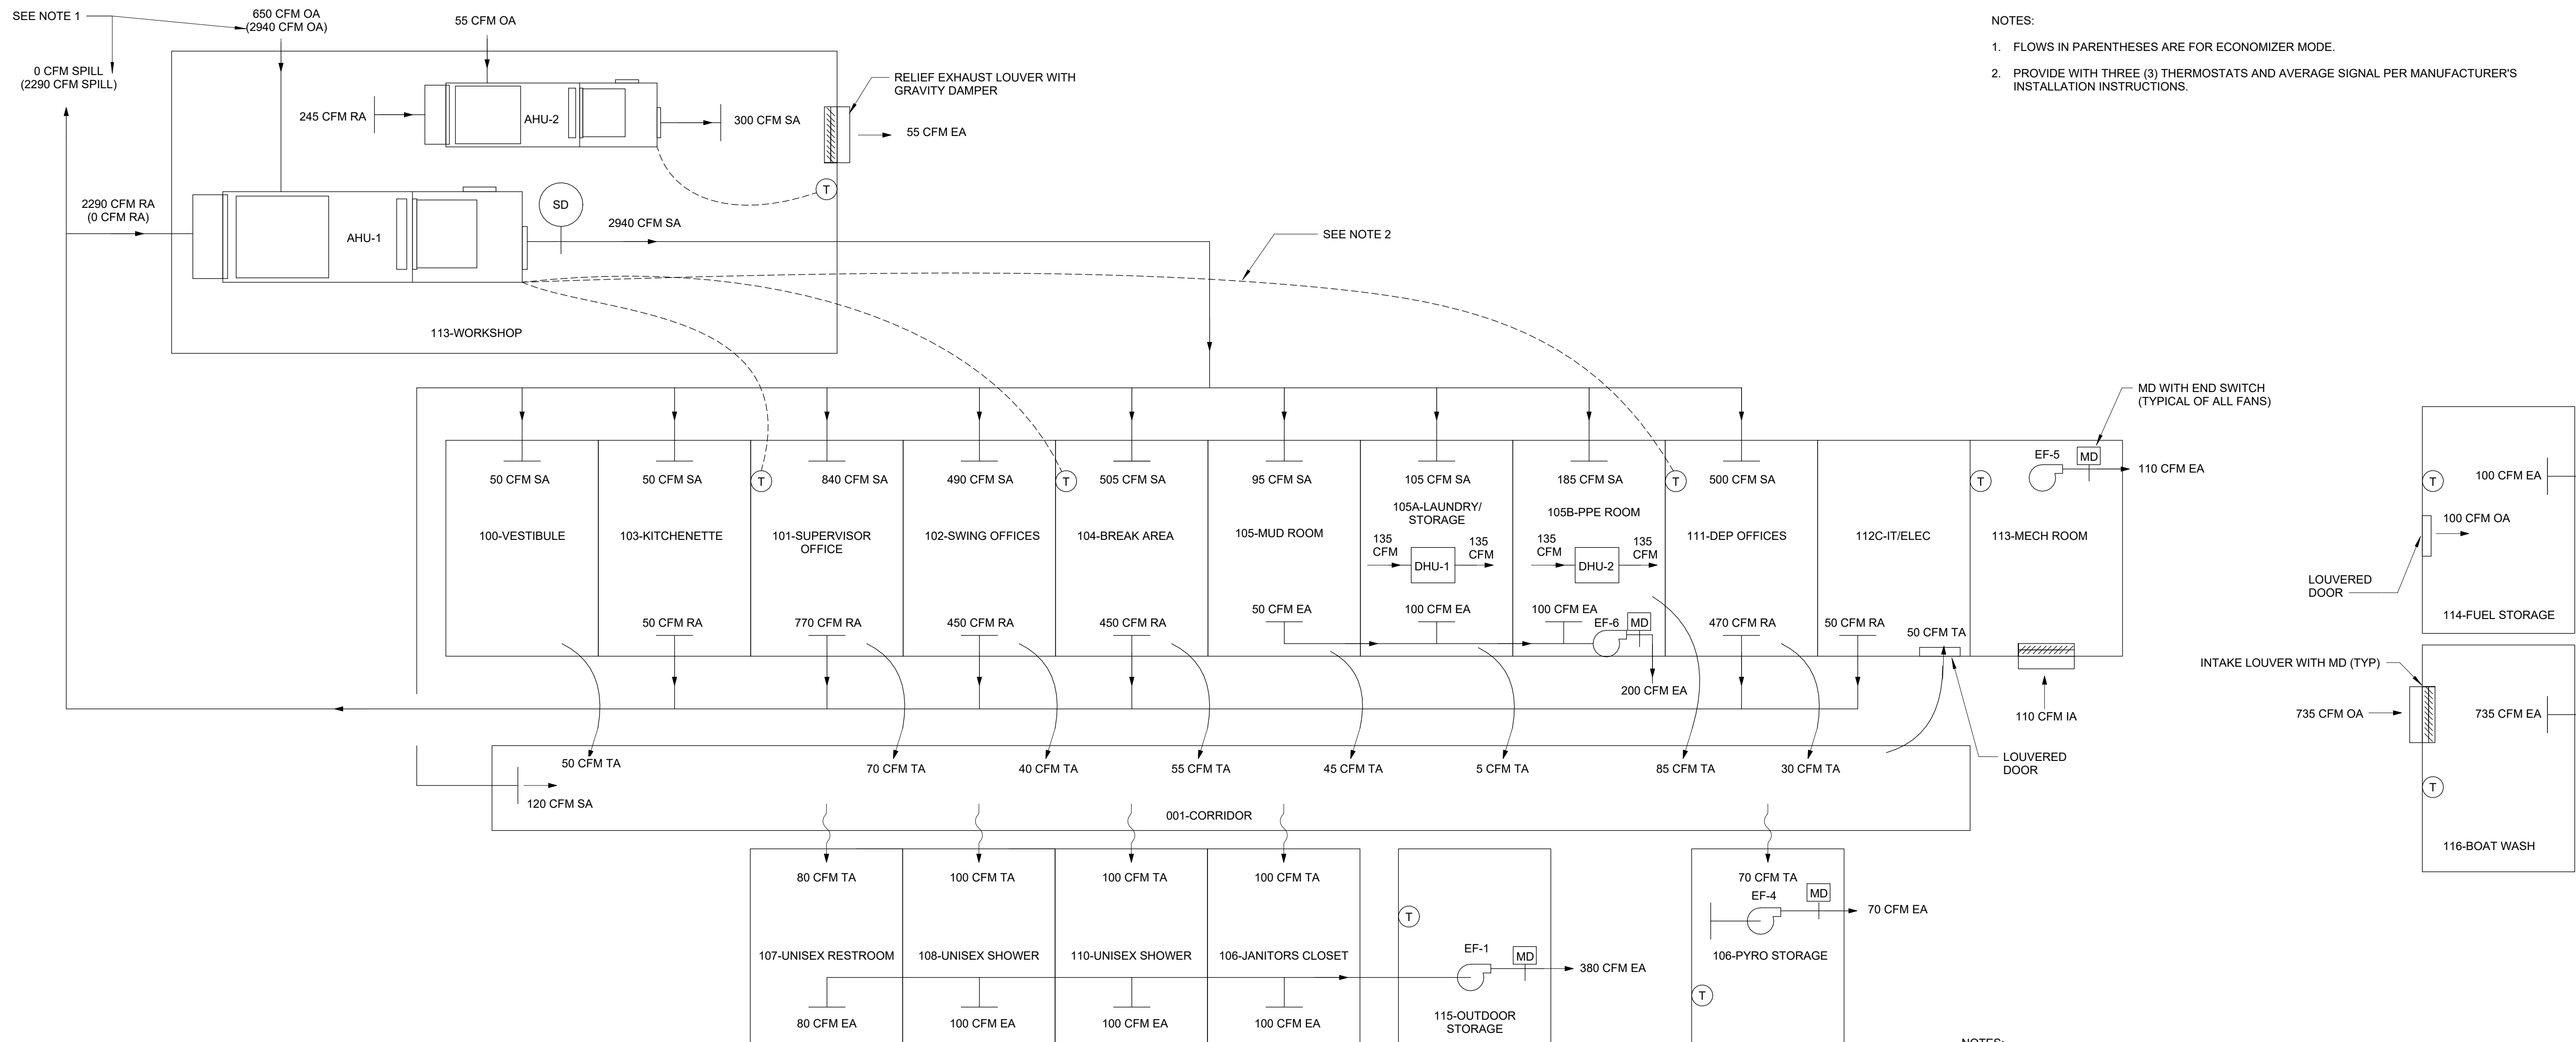 SEE NOTE 1
650 CFM OA
(2940 CFM OA)
55 CFM OA
0 CFM SPILL
(2290 CFM SPILL)
RELIEF EXHAUST LOUVER WITH
GRAVITY DAMPER
245 CFM RA
AHU-2
300 CFM SA
55 CFM EA
T
2290 CFM RA
(0 CFM RA)
AHU-1
SD
2940 CFM SA
SEE NOTE 2
113-WORKSHOP
NOTES:
1. FLOWS IN PARENTHESES ARE FOR ECONOMIZER MODE.
2. PROVIDE WITH THREE (3) THERMOSTATS AND AVERAGE SIGNAL PER MANUFACTURER'S
INSTALLATION INSTRUCTIONS.
MD WITH END SWITCH
(TYPICAL OF ALL FANS)
50 CFM SA
100-VESTIBULE
50 CFM SA
103-KITCHENETTE
50 CFM RA
T
840 CFM SA
101-SUPERVISOR
OFFICE
770 CFM RA
490 CFM SA
102-SWING OFFICES
450 CFM RA
T
505 CFM SA
104-BREAK AREA
450 CFM RA
95 CFM SA
105-MUD ROOM
50 CFM EA
105 CFM SA
105A-LAUNDRY/
STORAGE
135
CFM
DHU-1
135
CFM
100 CFM EA
185 CFM SA
105B-PPE ROOM
135
CFM
DHU-2
135
CFM
100 CFM EA
EF-6
MD
200 CFM EA
T
500 CFM SA
111-DEP OFFICES
470 CFM RA
112C-IT/ELEC
50 CFM RA
50 CFM TA
T
EF-5
MD
110 CFM EA
113-MECH ROOM
110 CFM IA
LOUVERED
DOOR
T
100 CFM EA
100 CFM OA
LOUVERED
DOOR
114-FUEL STORAGE
INTAKE LOUVER WITH MD (TYP)
735 CFM OA
735 CFM EA
T
116-BOAT WASH
50 CFM TA
70 CFM TA
40 CFM TA
55 CFM TA
45 CFM TA
5 CFM TA
85 CFM TA
30 CFM TA
120 CFM SA
001-CORRIDOR
80 CFM TA
107-UNISEX RESTROOM
80 CFM EA
100 CFM TA
108-UNISEX SHOWER
100 CFM EA
100 CFM TA
110-UNISEX SHOWER
100 CFM EA
100 CFM TA
106-JANITORS CLOSET
100 CFM EA
T
EF-1
MD
380 CFM EA
115-OUTDOOR
STORAGE
70 CFM TA
EF-4
MD
70 CFM EA
106-PYRO STORAGE
T
NOTES: